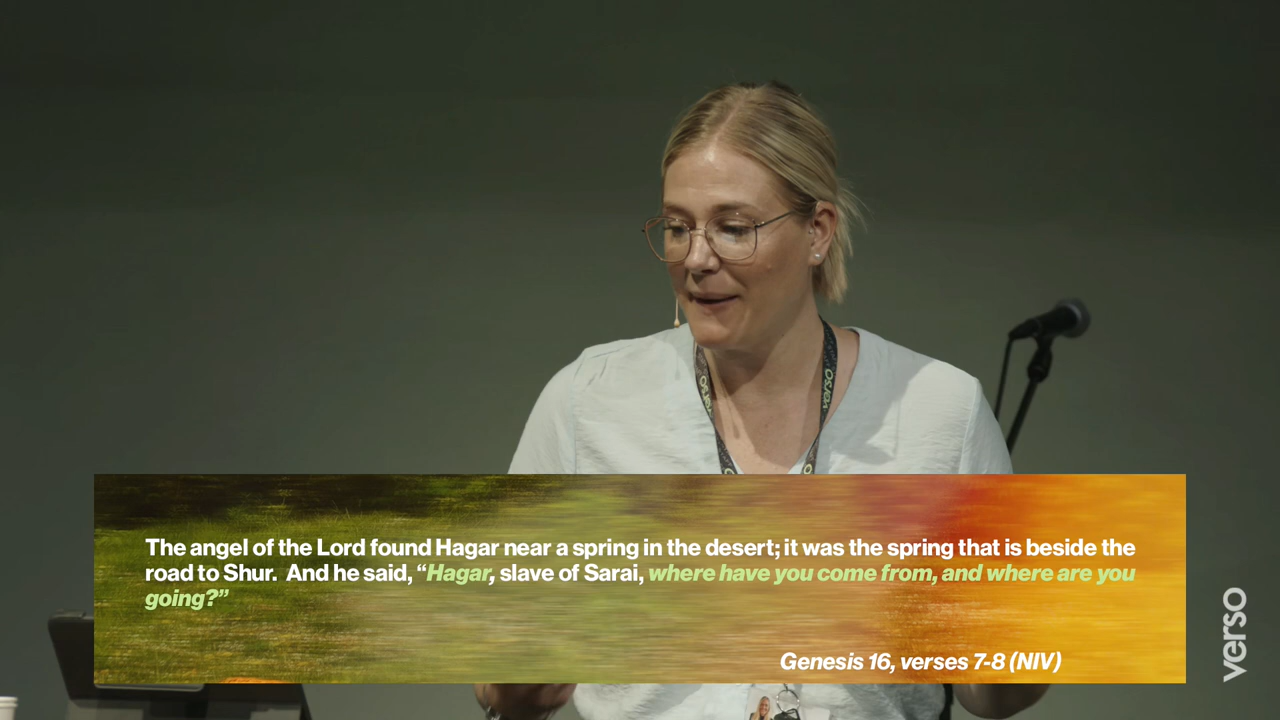 The angel of the Lord found Hagar near a spring in the desert; it was the spring that is beside the
road to Shur.  And he said, “Hagar, slave of Sarai, where have you come from, and where are you
going?”
Genesis 16, verses 7-8 (NIV)
verso
verso
verso